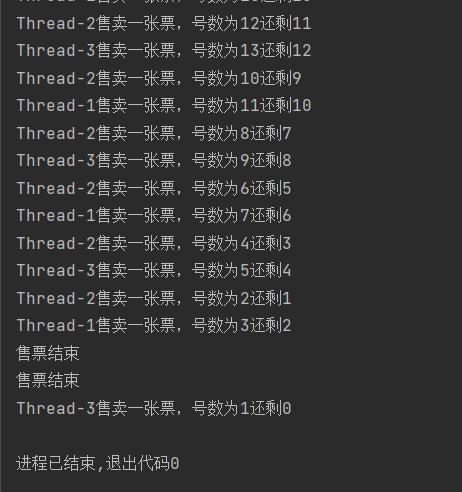 Thread-2售卖一张票，号数为12还剩11
Thread-3售卖一张票，号数为13还剩12
Thread-2售卖一张票，号数为10还剩9
Thread-1售卖一张票，号数为11还剩10
Thread-2售卖一张票，号数为8还剩7
Thread-3售卖一张票，号数为9还剩8
Thread-2售卖一张票，号数为6还剩5
Thread-1售卖一张票，号数为7还剩6
Thread-2售卖一张票，号数为4还剩3
Thread-3售卖一张票，号数为5还剩4
Thread-2售卖一张票，号数为2还剩1
Thread-1售卖一张票，号数为3还剩2
售票结束
售票结束
Thread-3售卖一张票，号数为1还剩0
进程已结束,退出代码0